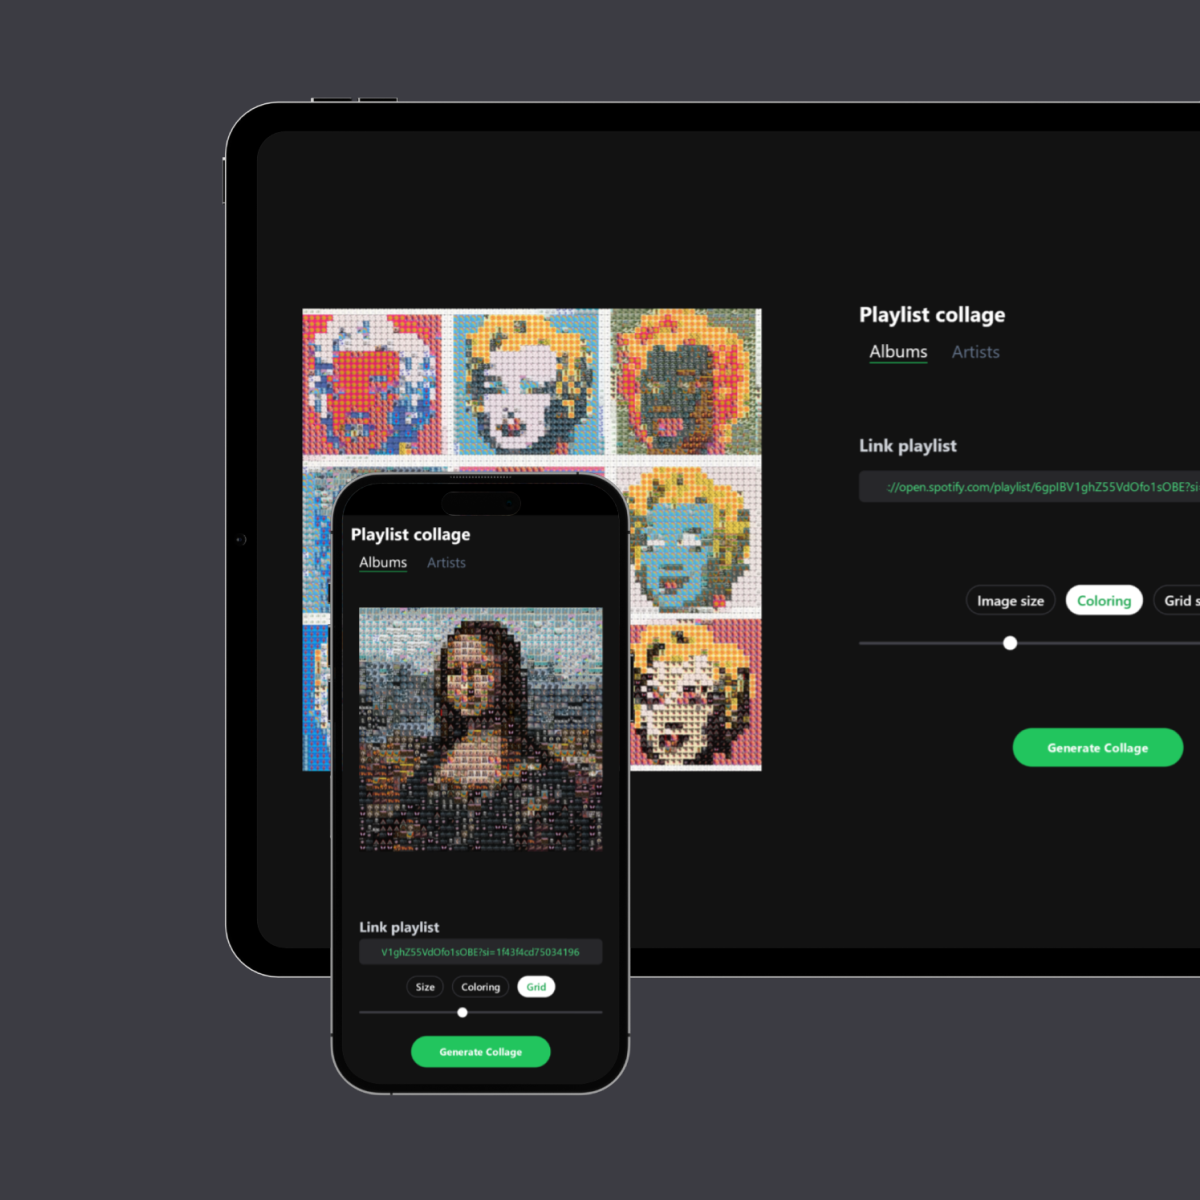 Playlist collage
Albums Artists
Link playlist
://open.spotify.com/playlist/6gpIBV1ghZ55VdOfo1sOBE?si=
Image size Coloring Grid s
Generate Collage
Playlist collage
Albums Artists
Link playlist
V1ghZ55VdOfo1sOBE?si=1f43f4cd75034196
Size Coloring Grid
Generate Collage